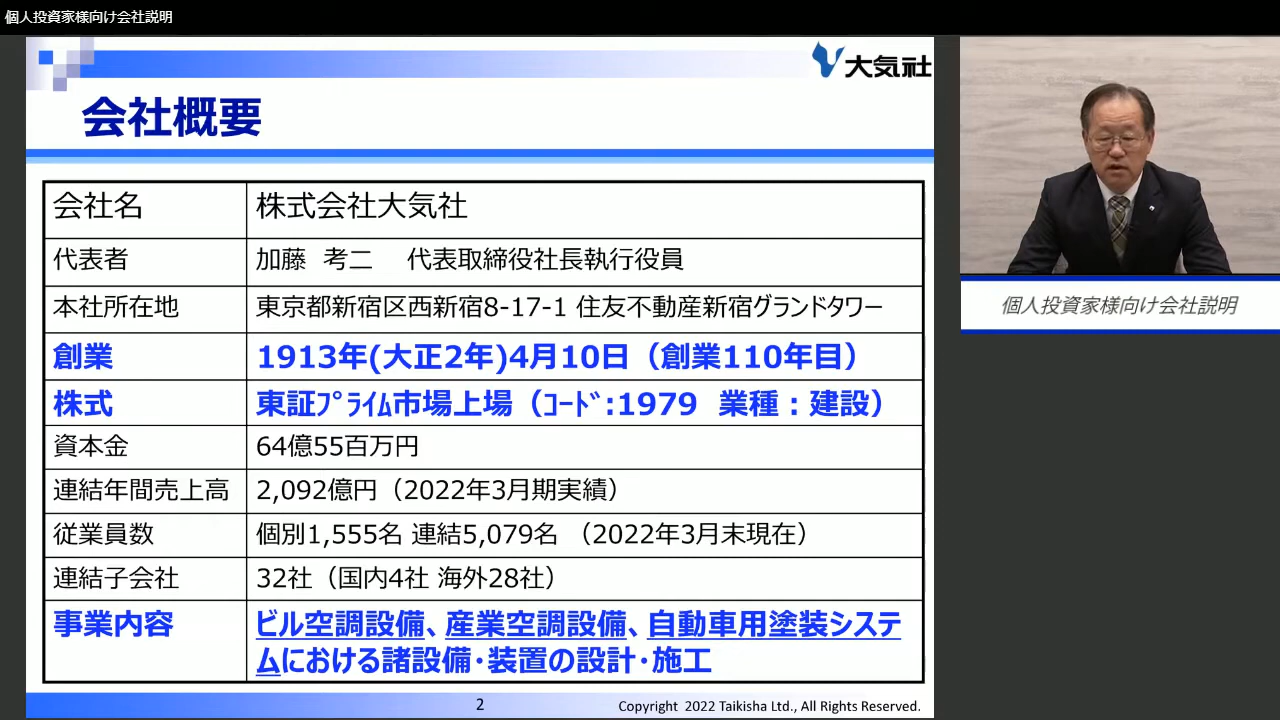 個人投資家様向け会社説明
大気社
会社概要
会社名 株式会社大気社
代表者 加藤 考二 代表取締役社長執行役員
本社所在地 東京都新宿区西新宿8-17-1 住友不動産新宿グランドタワー
創業 1913年(大正2年)4月10日（創業110年目）
株式 東証ﾌﾟﾗｲﾑ市場上場（ｺｰﾄﾞ:1979 業種：建設）
資本金 64億55百万円
連結年間売上高 2,092億円（2022年3月期実績）
従業員数 個別1,555名 連結5,079名 （2022年3月末現在）
連結子会社 32社（国内4社 海外28社）
事業内容 ビル空調設備、産業空調設備、自動車用塗装システ
ムにおける諸設備･装置の設計･施工
2
Copyright 2022 Taikisha Ltd., All Rights Reserved.
個人投資家様向け会社説明